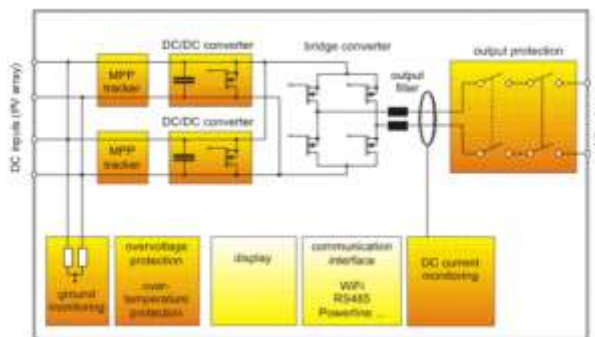 DC/DC converter
bridge converter
output protection
MPP
tracker
output
filter
DC inputs (PV array)
DC/DC converter
MPP
tracker
ground
monitoring
overvoltage
protection
over-
temperature
protection
display
communication
interface
WiFi
RS485
Powerline ...
DC current
monitoring